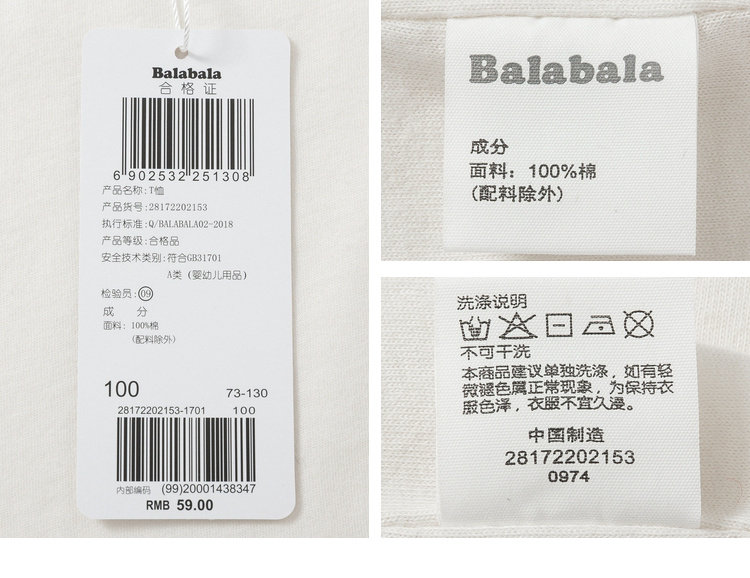 Balabala
合格证
6 902532 251308
产品名称:T恤
产品货号:28172202153
执行标准:Q/BALABALA02-2018
产品等级:合格品
安全技术类别:符合GB31701
A类（婴幼儿用品）
检验员:09
成 分
面料: 100%棉
(配料除外)
100 73-130
28172202153-1701 100
内部编码 (99)20001438347
RMB 59.00
Balabala
成分
面料：100%棉
(配料除外)
洗涤说明
不可干洗
本商品建议单独洗涤，如有轻
微褪色属正常现象，为保持衣
服色泽，衣服不宜久浸。
中国制造
28172202153
0974